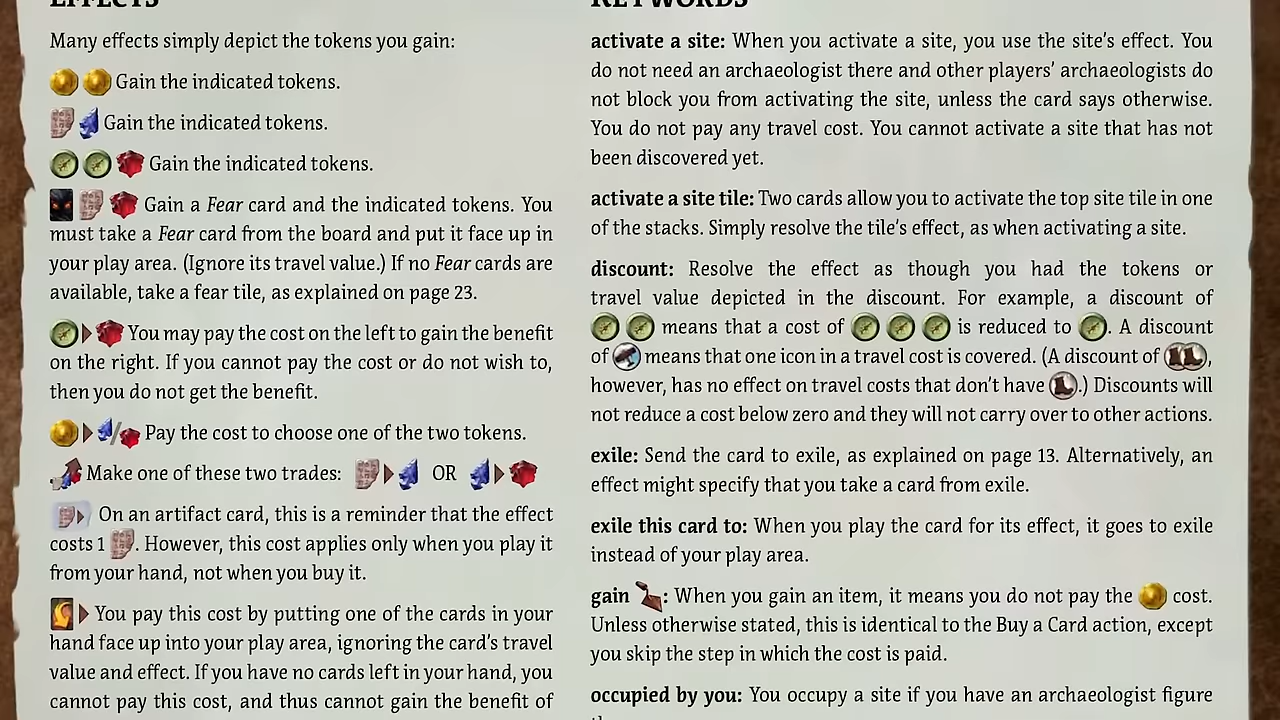 EFFECTS
Many effects simply depict the tokens you gain:
Gain the indicated tokens.
Gain the indicated tokens.
Gain the indicated tokens.
Gain a Fear card and the indicated tokens. You
must take a Fear card from the board and put it face up in
your play area. (Ignore its travel value.) If no Fear cards are
available, take a fear tile, as explained on page 23.
You may pay the cost on the left to gain the benefit
on the right. If you cannot pay the cost or do not wish to,
then you do not get the benefit.
/ Pay the cost to choose one of the two tokens.
Make one of these two trades: OR
On an artifact card, this is a reminder that the effect
costs 1 . However, this cost applies only when you play it
from your hand, not when you buy it.
You pay this cost by putting one of the cards in your
hand face up into your play area, ignoring the card's travel
value and effect. If you have no cards left in your hand, you
cannot pay this cost, and thus cannot gain the benefit of
KEYWORDS
activate a site: When you activate a site, you use the site's effect. You
do not need an archaeologist there and other players' archaeologists do
not block you from activating the site, unless the card says otherwise.
You do not pay any travel cost. You cannot activate a site that has not
been discovered yet.
activate a site tile: Two cards allow you to activate the top site tile in one
of the stacks. Simply resolve the tile's effect, as when activating a site.
discount: Resolve the effect as though you had the tokens or
travel value depicted in the discount. For example, a discount of
means that a cost of is reduced to . A discount
of means that one icon in a travel cost is covered. (A discount of ,
however, has no effect on travel costs that don't have .) Discounts will
not reduce a cost below zero and they will not carry over to other actions.
exile: Send the card to exile, as explained on page 13. Alternatively, an
effect might specify that you take a card from exile.
exile this card to: When you play the card for its effect, it goes to exile
instead of your play area.
gain : When you gain an item, it means you do not pay the cost.
Unless otherwise stated, this is identical to the Buy a Card action, except
you skip the step in which the cost is paid.
occupied by you: You occupy a site if you have an archaeologist figure